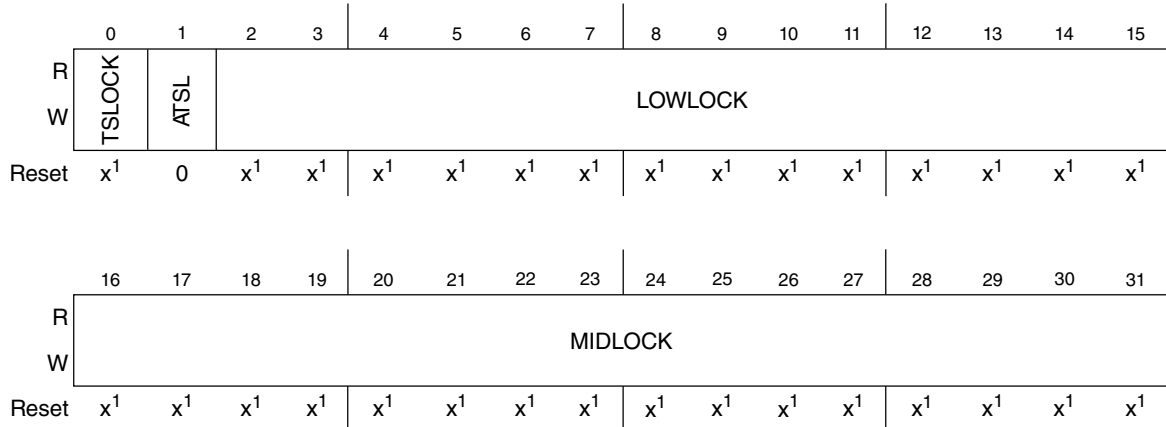 0 1 2 3 4 5 6 7 8 9 10 11 12 13 14 15
R
W
TSLOCK
ATSL
LOWLOCK
Reset x¹ 0 x¹ x¹ x¹ x¹ x¹ x¹ x¹ x¹ x¹ x¹ x¹ x¹ x¹ x¹
16 17 18 19 20 21 22 23 24 25 26 27 28 29 30 31
R
W
MIDLOCK
Reset x¹ x¹ x¹ x¹ x¹ x¹ x¹ x¹ x¹ x¹ x¹ x¹ x¹ x¹ x¹ x¹